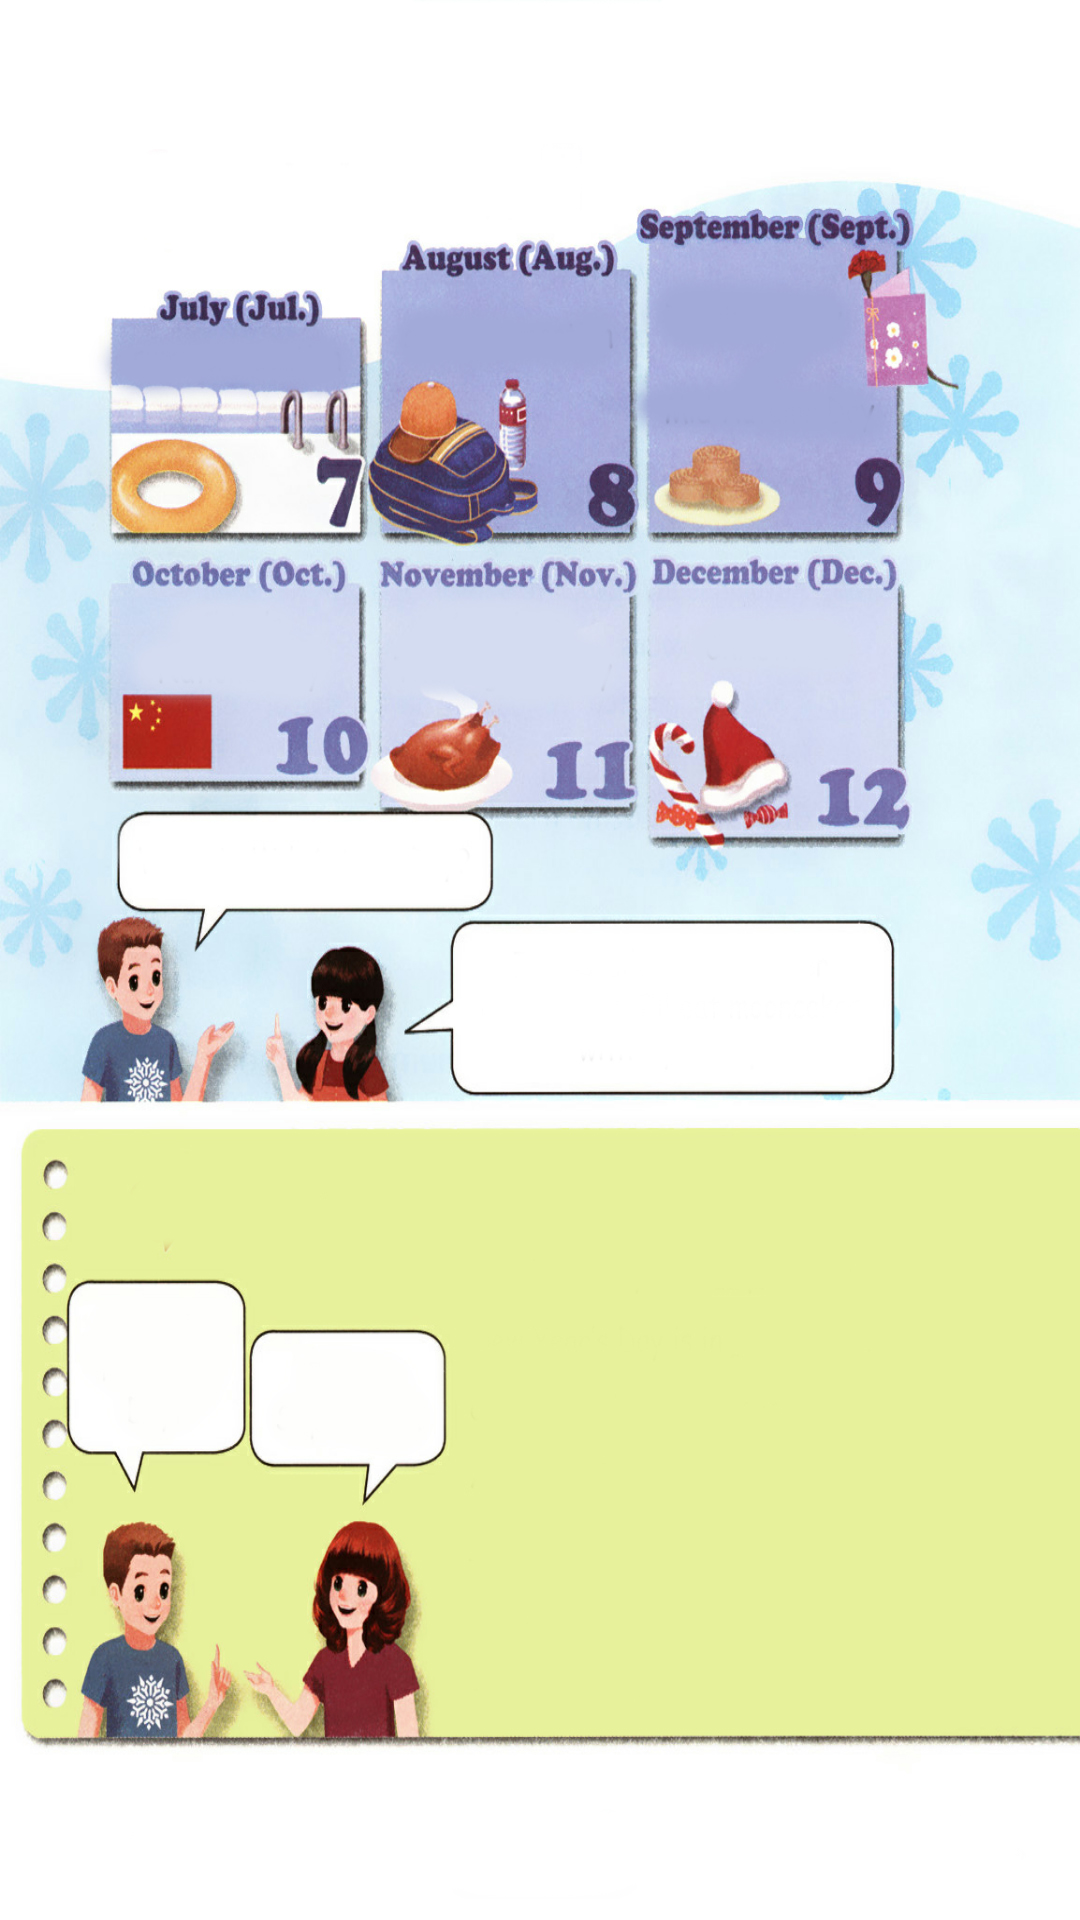 July (Jul.)
August (Aug.)
September (Sept.)
7
8
9
October (Oct.)
November (Nov.)
December (Dec.)
10
11
12